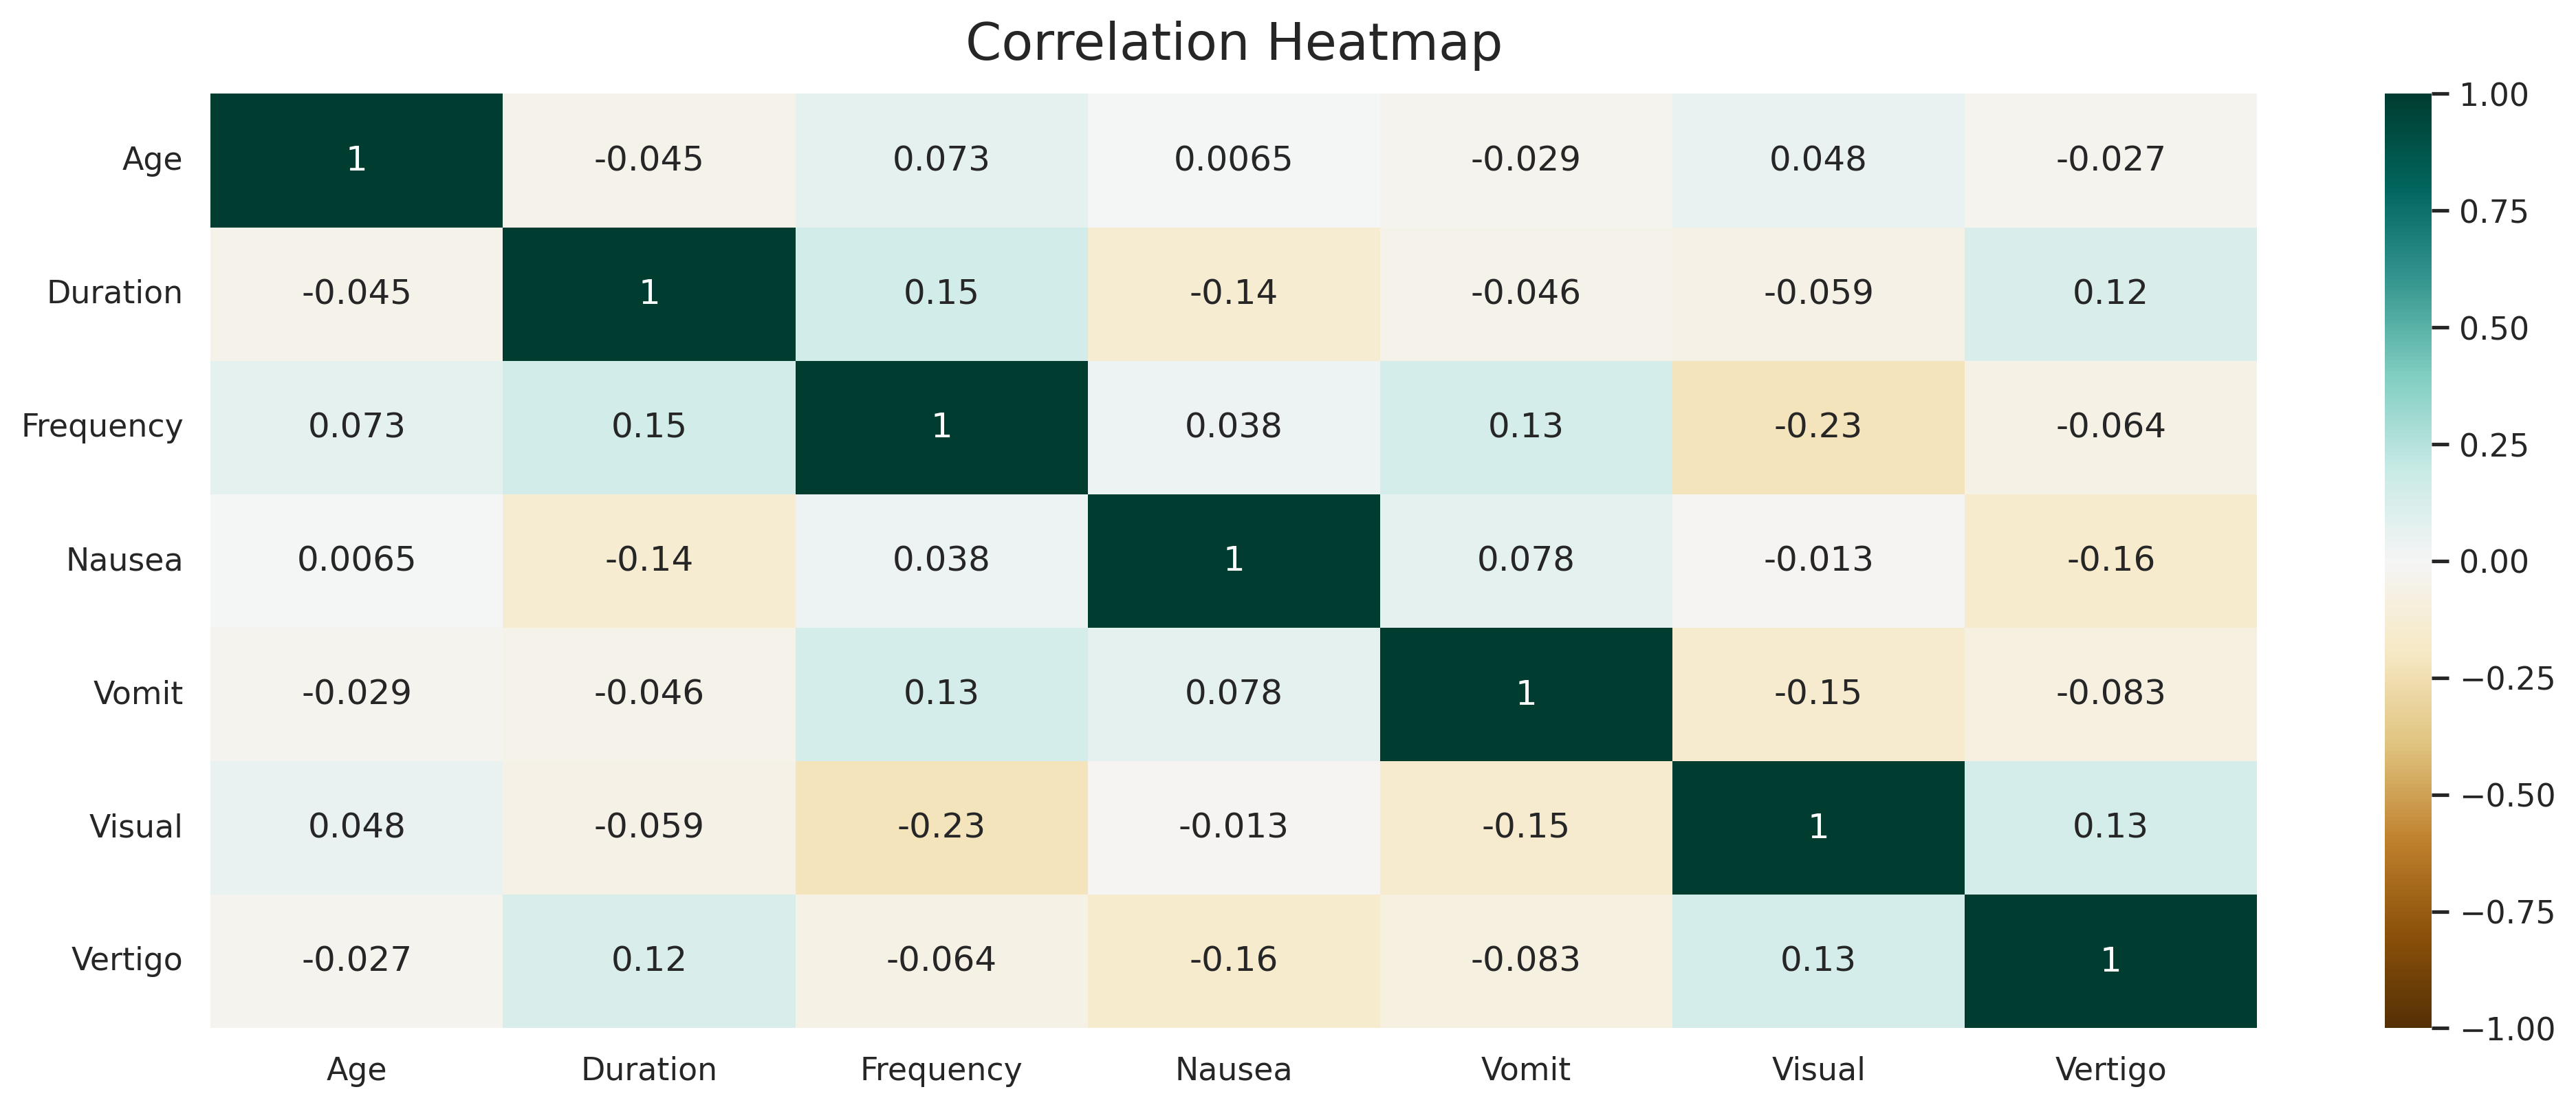 Correlation Heatmap
Age 1 -0.045 0.073 0.0065 -0.029 0.048 -0.027
Duration -0.045 1 0.15 -0.14 -0.046 -0.059 0.12
Frequency 0.073 0.15 1 0.038 0.13 -0.23 -0.064
Nausea 0.0065 -0.14 0.038 1 0.078 -0.013 -0.16
Vomit -0.029 -0.046 0.13 0.078 1 -0.15 -0.083
Visual 0.048 -0.059 -0.23 -0.013 -0.15 1 0.13
Vertigo -0.027 0.12 -0.064 -0.16 -0.083 0.13 1
Age Duration Frequency Nausea Vomit Visual Vertigo
1.00
0.75
0.50
0.25
0.00
−0.25
−0.50
−0.75
−1.00